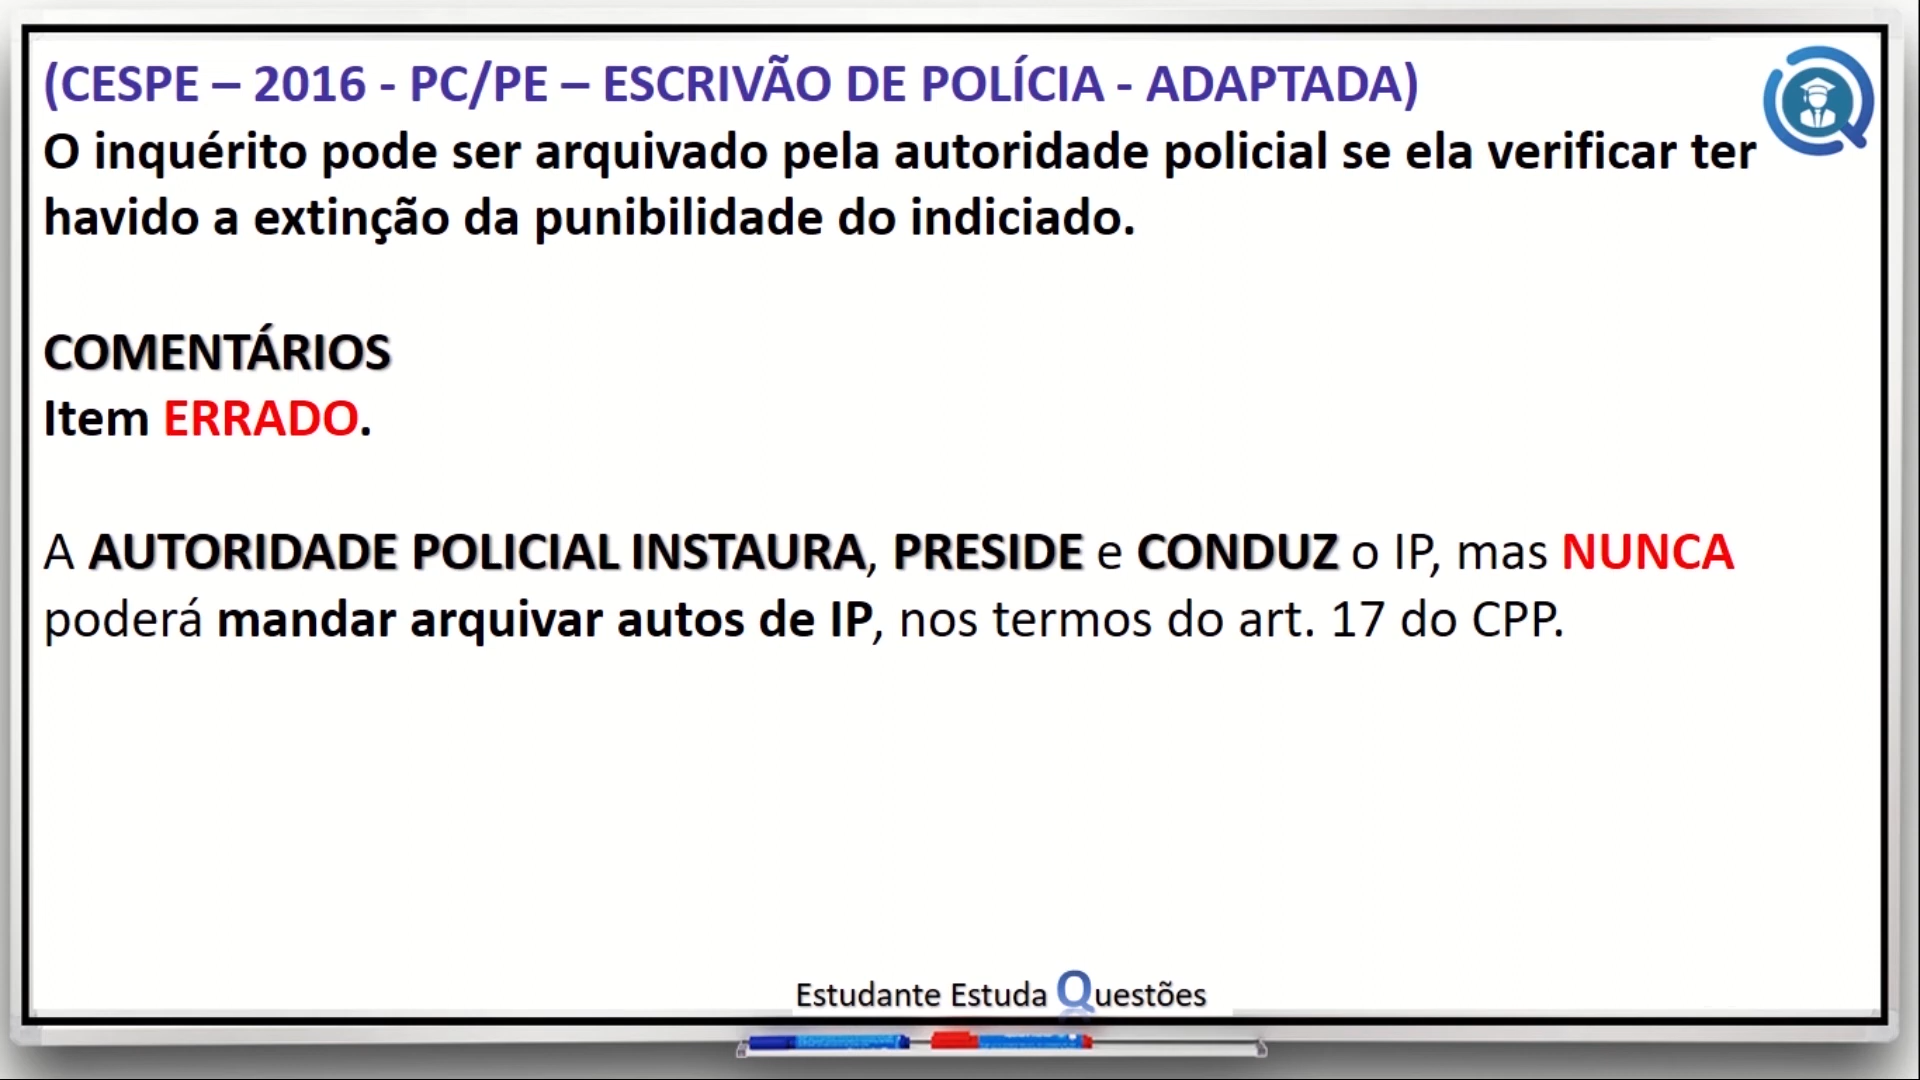 (CESPE – 2016 - PC/PE – ESCRIVÃO DE POLÍCIA - ADAPTADA)
O inquérito pode ser arquivado pela autoridade policial se ela verificar ter
havido a extinção da punibilidade do indiciado.
COMENTÁRIOS
Item ERRADO.
A AUTORIDADE POLICIAL INSTAURA, PRESIDE e CONDUZ o IP, mas NUNCA
poderá mandar arquivar autos de IP, nos termos do art. 17 do CPP.
Estudante Estuda Questões